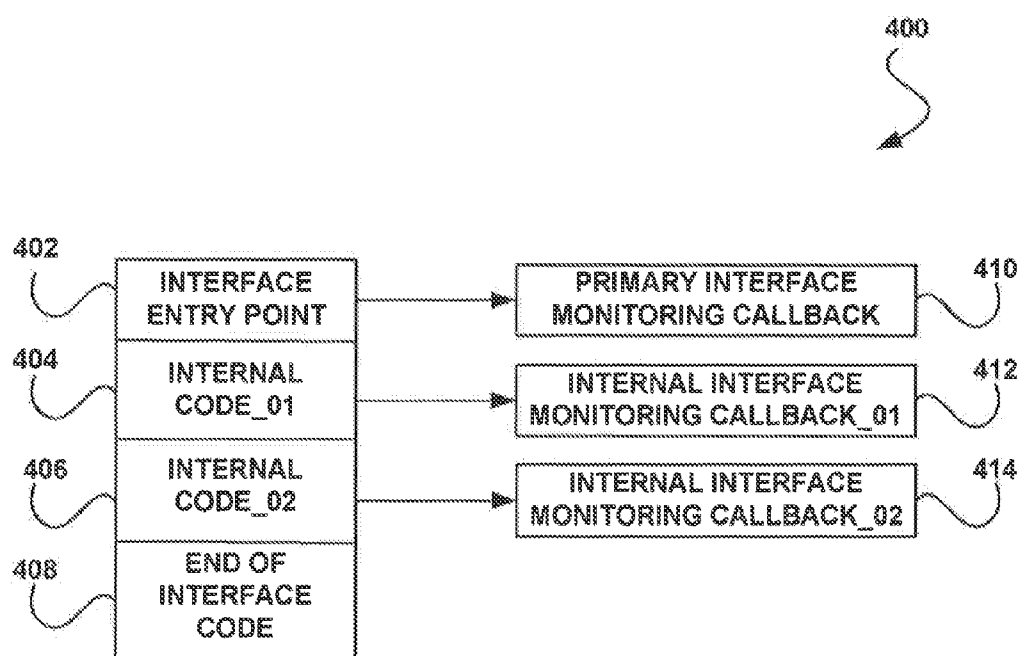 400
402
INTERFACE
ENTRY POINT
PRIMARY INTERFACE
MONITORING CALLBACK
410
404
INTERNAL
CODE_01
INTERNAL INTERFACE
MONITORING CALLBACK_01
412
406
INTERNAL
CODE_02
INTERNAL INTERFACE
MONITORING CALLBACK_02
414
408
END OF
INTERFACE
CODE